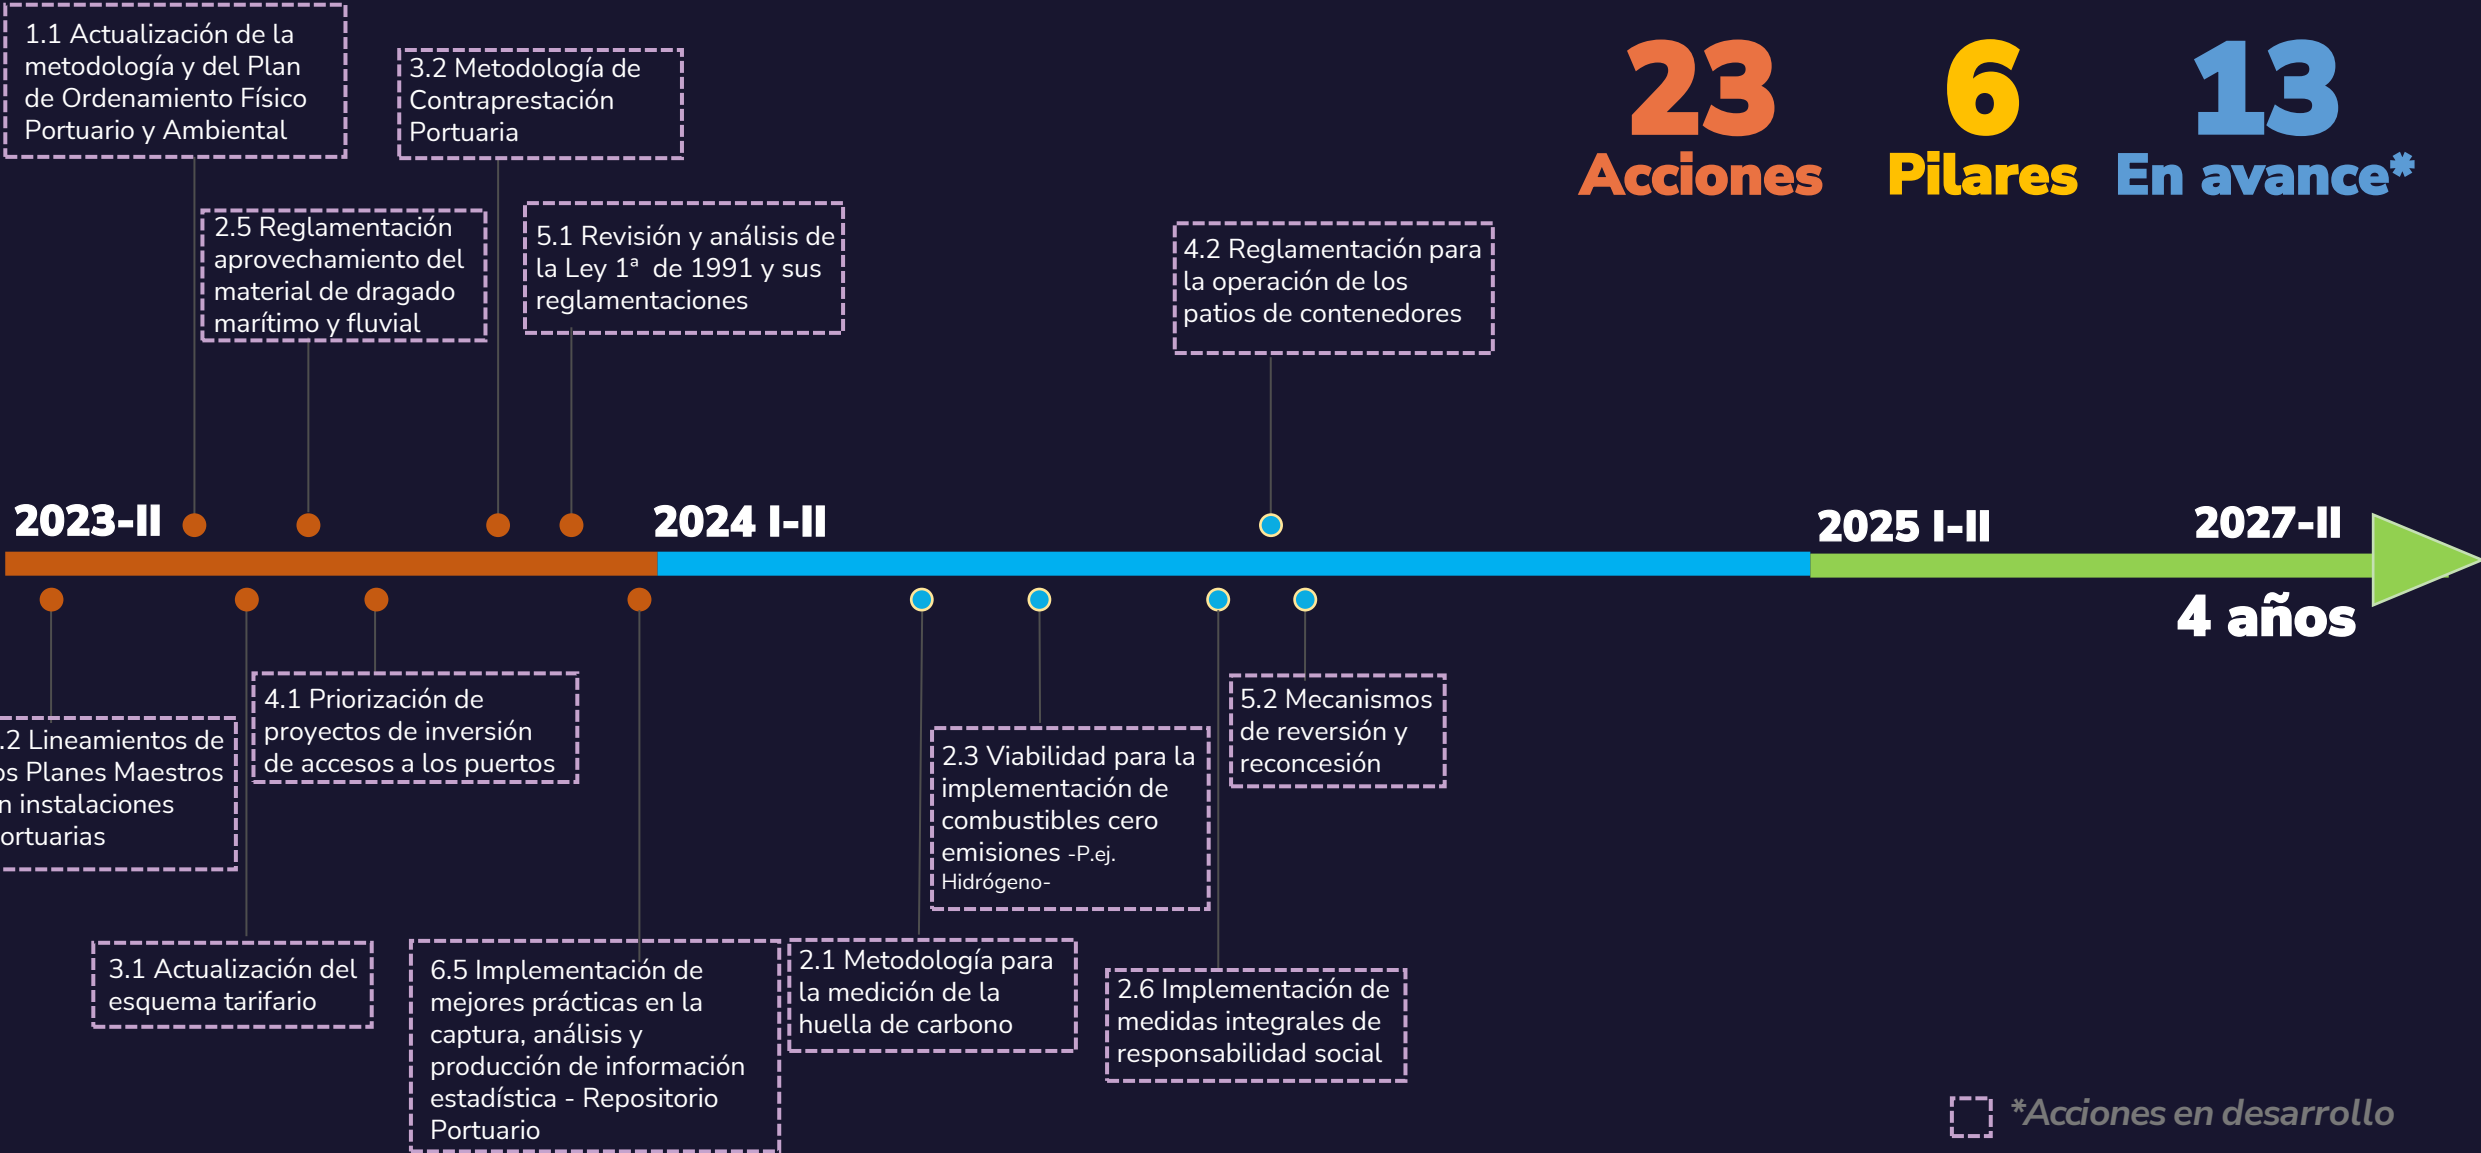 1.1 Actualización de la
metodología y del Plan
de Ordenamiento Físico
Portuario y Ambiental
3.2 Metodología de
Contraprestación
Portuaria
23
Acciones
6
Pilares
13
En avance*
2.5 Reglamentación
aprovechamiento del
material de dragado
marítimo y fluvial
5.1 Revisión y análisis de
la Ley 1ª de 1991 y sus
reglamentaciones
4.2 Reglamentación para
la operación de los
patios de contenedores
2023-II
2024 I-II
2025 I-II
2027-II
4 años
.2 Lineamientos de
os Planes Maestros
n instalaciones
ortuarias
4.1 Priorización de
proyectos de inversión
de accesos a los puertos
2.3 Viabilidad para la
implementación de
combustibles cero
emisiones -P.ej.
Hidrógeno-
5.2 Mecanismos
de reversión y
reconcesión
3.1 Actualización del
esquema tarifario
6.5 Implementación de
mejores prácticas en la
captura, análisis y
producción de información
estadística - Repositorio
Portuario
2.1 Metodología para
la medición de la
huella de carbono
2.6 Implementación de
medidas integrales de
responsabilidad social
*Acciones en desarrollo